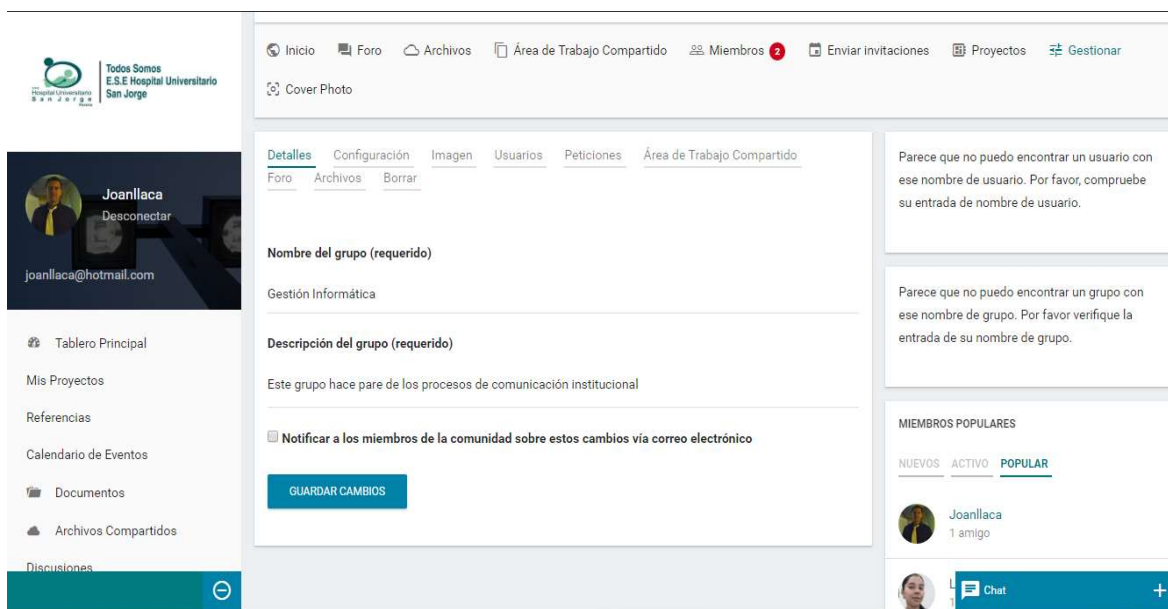 Todos Somos
E.S.E Hospital Universitario
San Jorge
Hospital Universitario
San Jorge
Joanllaca
Desconectar
joanllaca@hotmail.com
Tablero Principal
Mis Proyectos
Referencias
Calendario de Eventos
Documentos
Archivos Compartidos
Discusiones
Inicio Foro Archivos Área de Trabajo Compartido Miembros 2 Enviar invitaciones Proyectos Gestionar
Cover Photo
Detalles Configuración Imagen Usuarios Peticiones Área de Trabajo Compartido
Foro Archivos Borrar
Nombre del grupo (requerido)
Gestión Informática
Descripción del grupo (requerido)
Este grupo hace pare de los procesos de comunicación institucional
Notificar a los miembros de la comunidad sobre estos cambios vía correo electrónico
GUARDAR CAMBIOS
Parece que no puedo encontrar un usuario con
ese nombre de usuario. Por favor, compruebe
su entrada de nombre de usuario.
Parece que no puedo encontrar un grupo con
ese nombre de grupo. Por favor verifique la
entrada de su nombre de grupo.
MIEMBROS POPULARES
NUEVOS ACTIVO POPULAR
Joanllaca
1 amigo
Chat